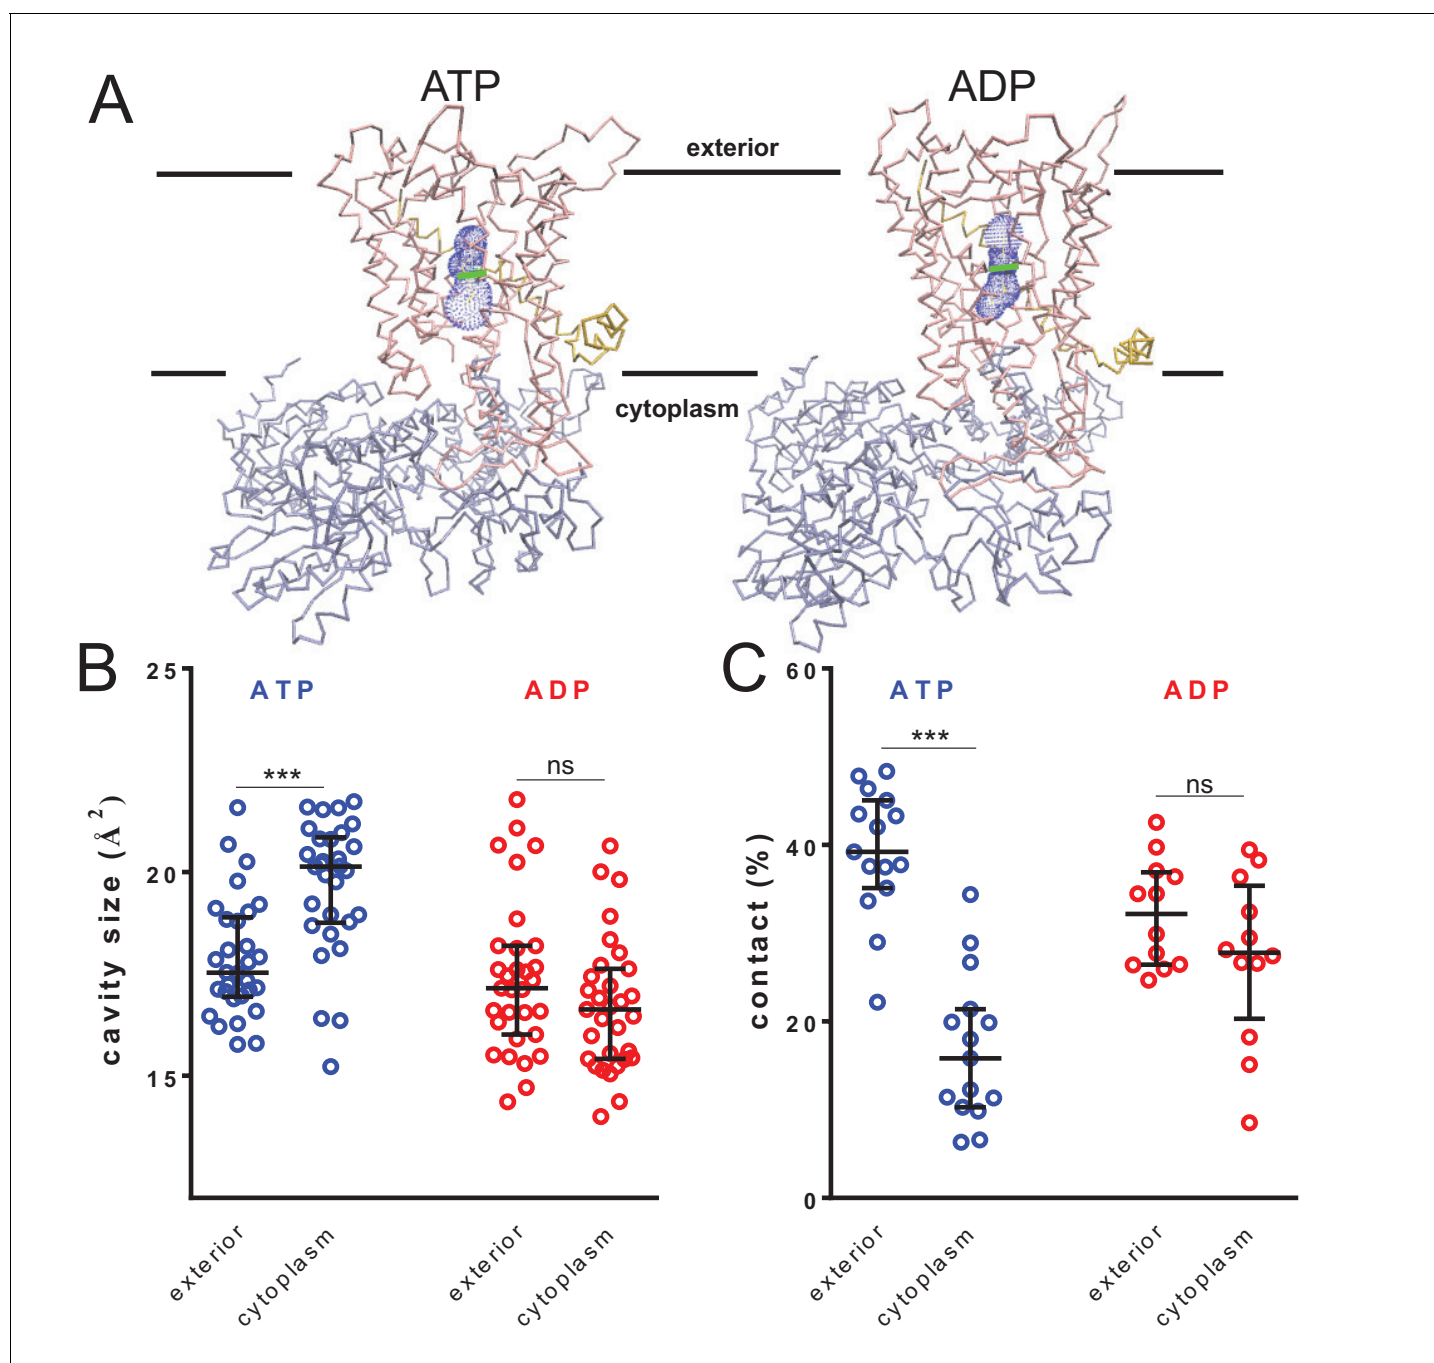 A
ATP
ADP
exterior
cytoplasm
B
C
25
20
15
cavity size (Å²)
ATP
ADP
***
ns
exterior
cytoplasm
exterior
cytoplasm
60
40
20
0
contact (%)
ATP
ADP
***
ns
exterior
cytoplasm
exterior
cytoplasm